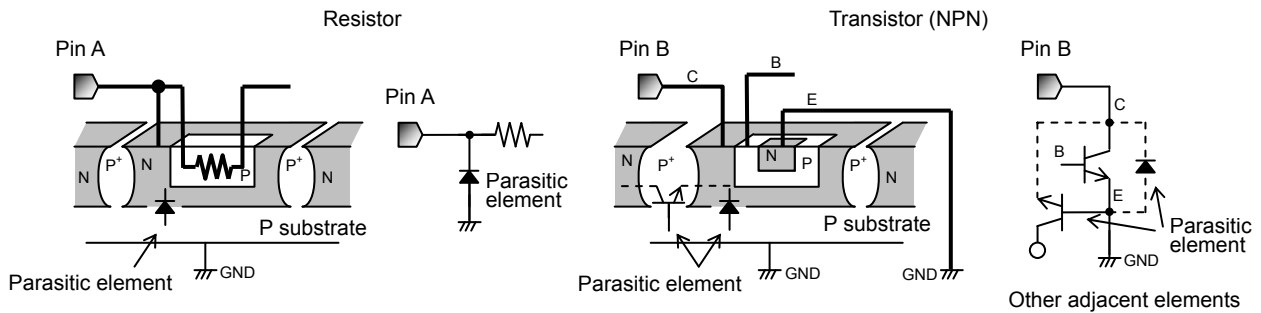 Resistor
Pin A
N
P+
N
P
P+
N
P substrate
GND
Parasitic element
Pin A
Parasitic
element
Transistor (NPN)
Pin B
C
B
E
N
P+
N
P
P+
N
P substrate
GND
GND
Parasitic element
Pin B
C
B
E
Parasitic
element
GND
Other adjacent elements